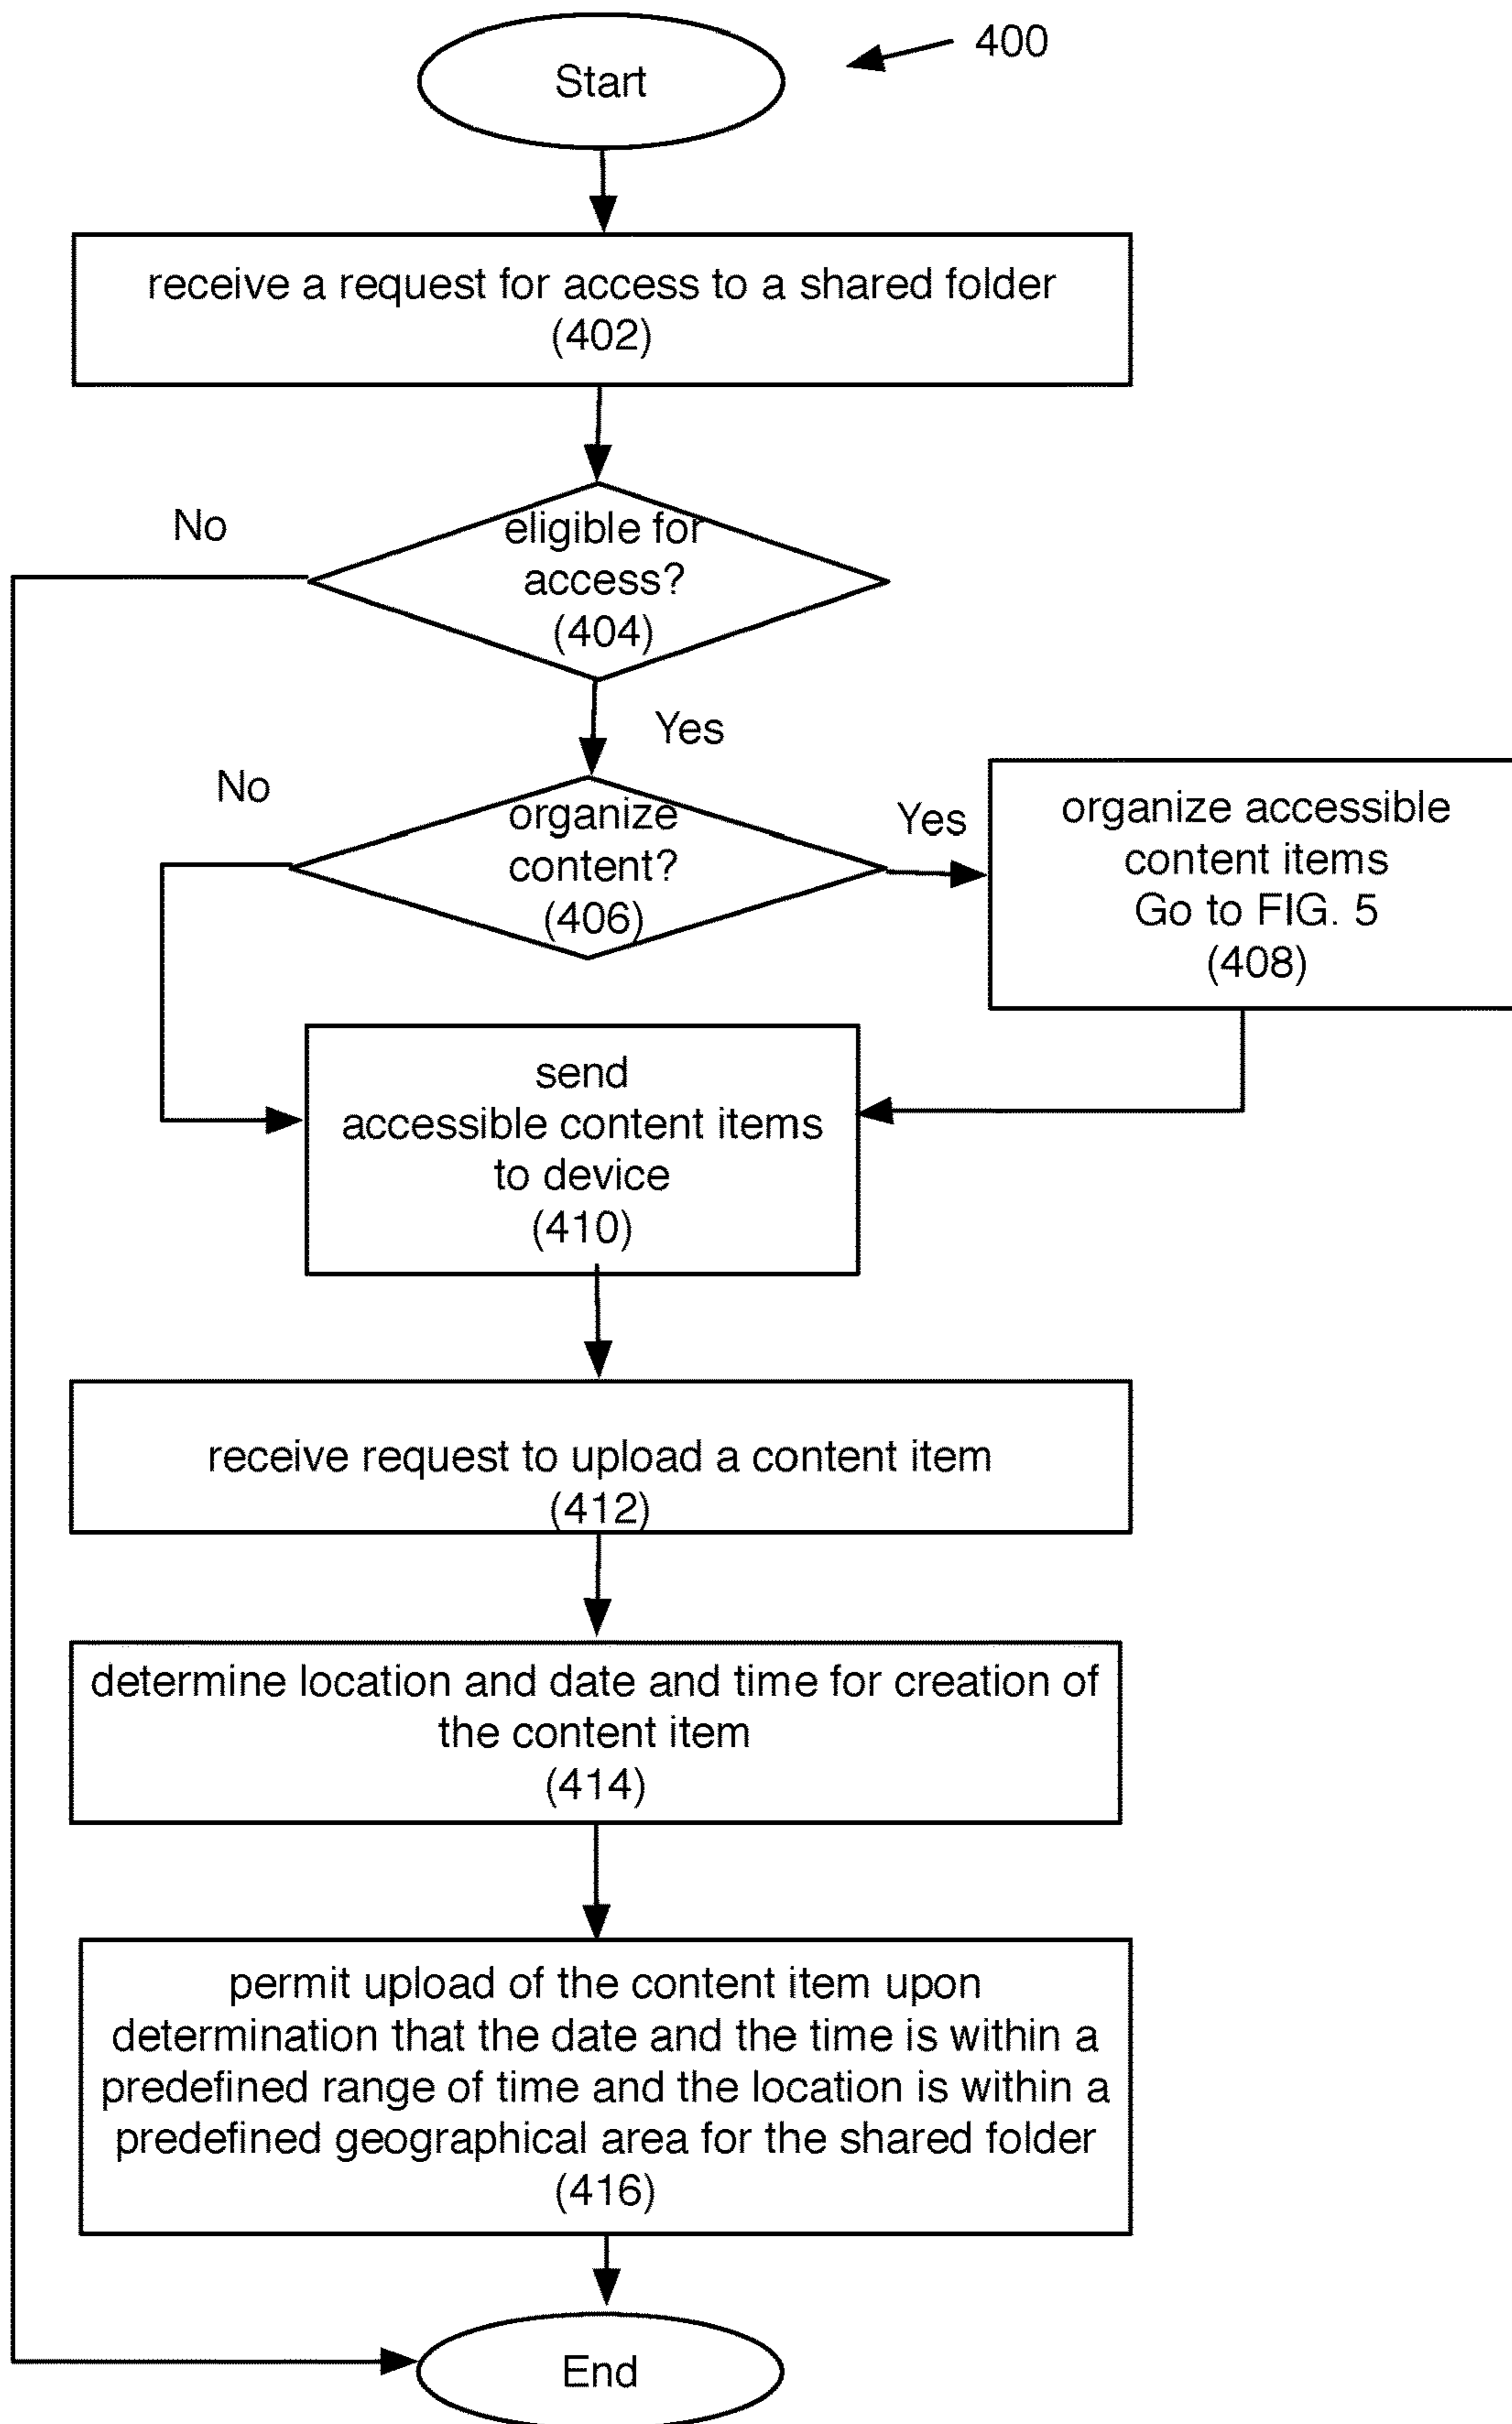 400
Start
receive a request for access to a shared folder
(402)
No
eligible for
access?
(404)
Yes
No
organize
content?
(406)
Yes
organize accessible
content items
Go to FIG. 5
(408)
send
accessible content items
to device
(410)
receive request to upload a content item
(412)
determine location and date and time for creation of
the content item
(414)
permit upload of the content item upon
determination that the date and the time is within a
predefined range of time and the location is within a
predefined geographical area for the shared folder
(416)
End